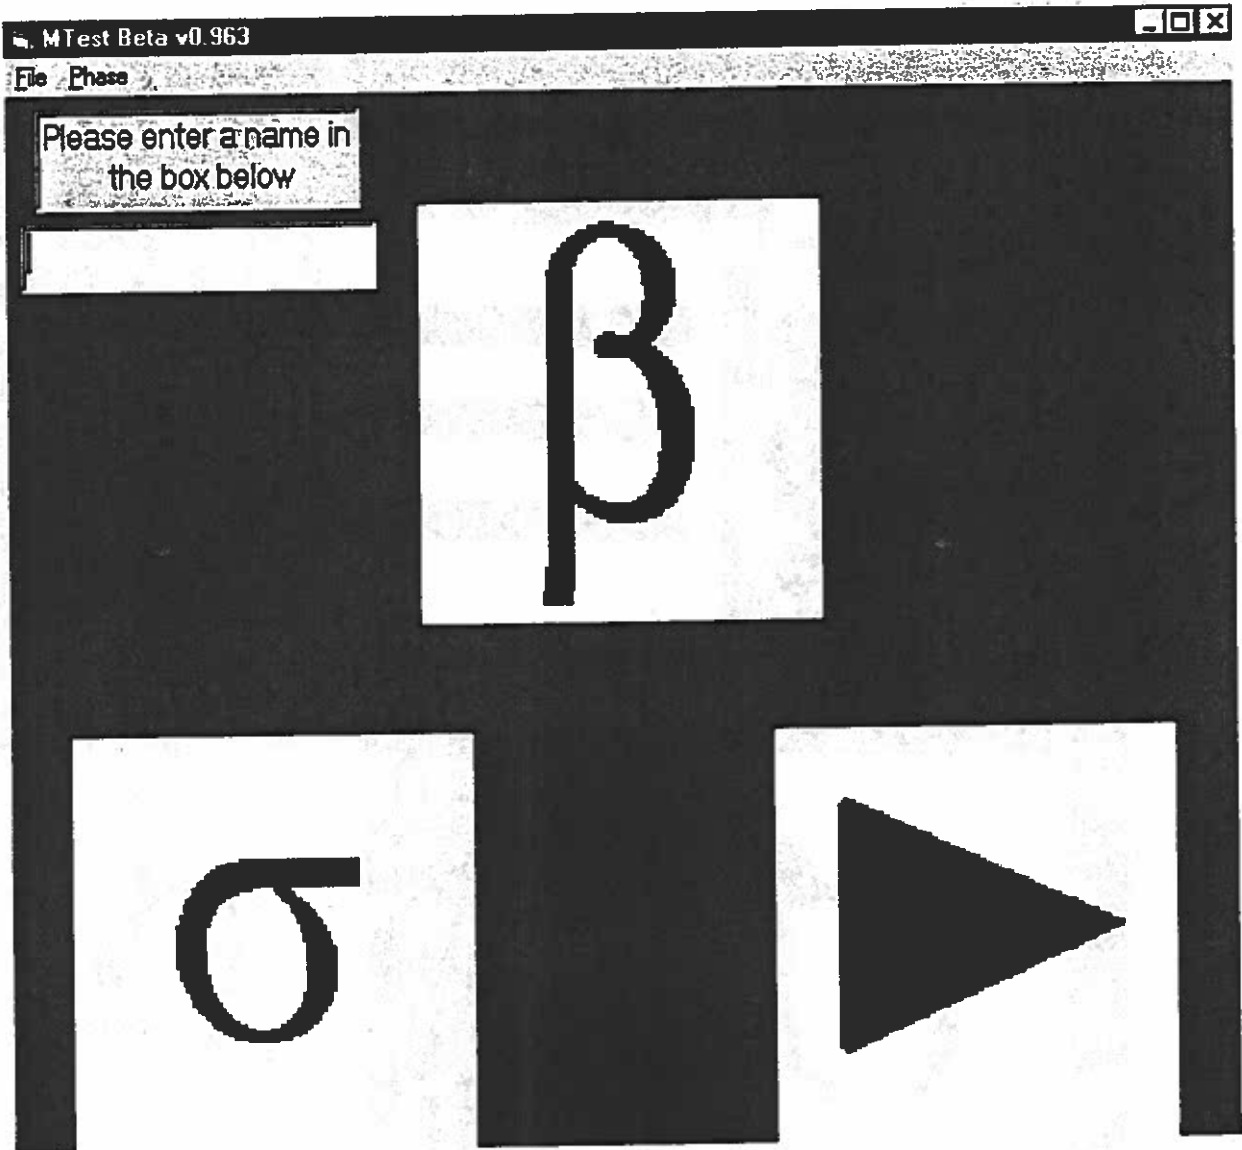 MTest Beta v0.963
File Phase
Please enter a name in
the box below
β
σ